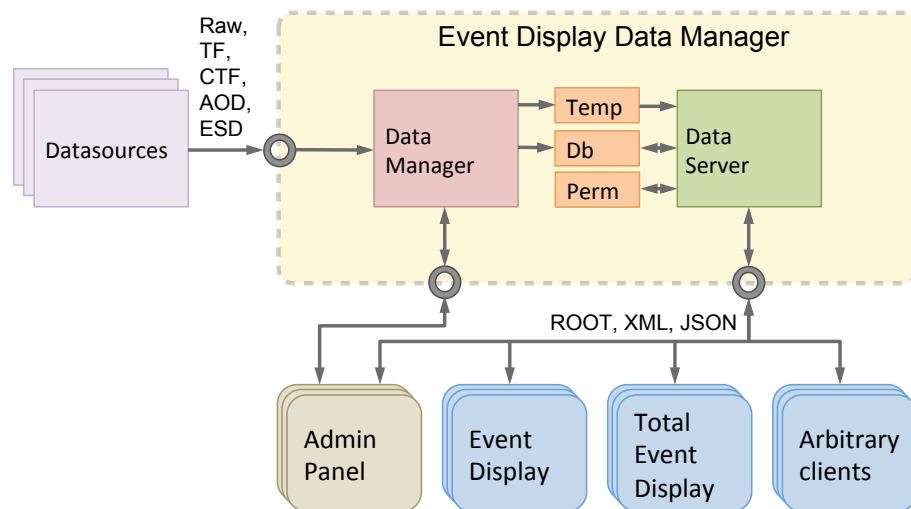 Raw,
TF,
CTF,
AOD,
ESD
Event Display Data Manager
Datasources
Data
Manager
Temp
Db
Perm
Data
Server
ROOT, XML, JSON
Admin
Panel
Event
Display
Total
Event
Display
Arbitrary
clients